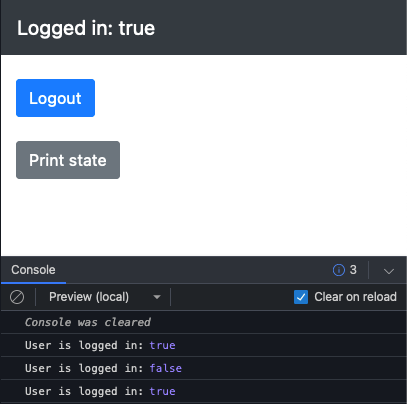 Logged in: true
Logout
Print state
Console
3
Preview (local)
Clear on reload
Console was cleared
User is logged in: true
User is logged in: false
User is logged in: true